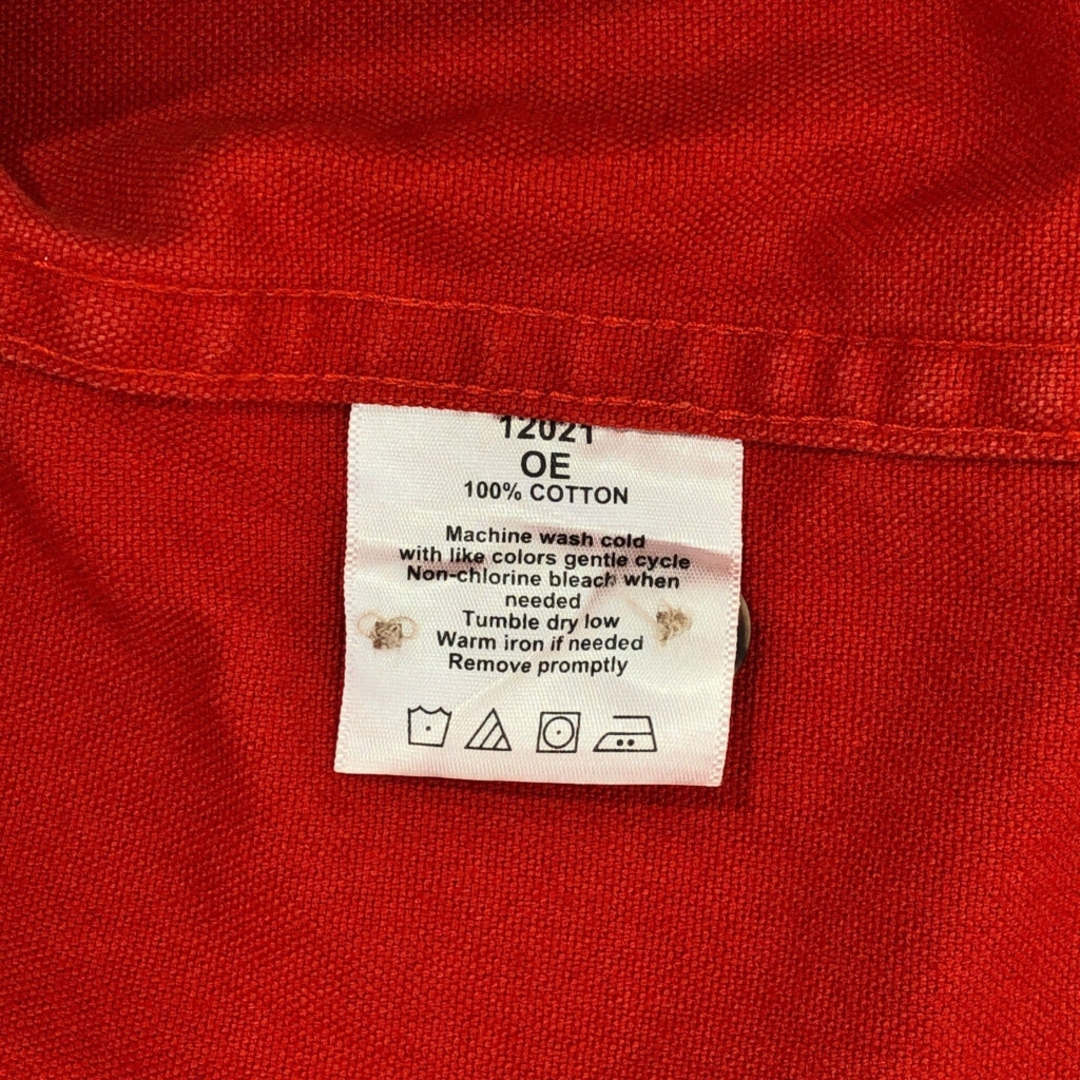 12021
OE
100% COTTON
Machine wash cold
with like colors gentle cycle
Non-chlorine bleach when
needed
Tumble dry low
Warm iron if needed
Remove promptly